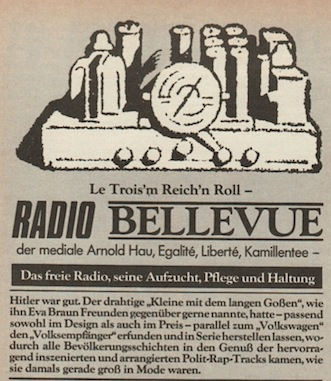 Le Trois'm Reich'n Roll –
RADIO BELLEVUE
der mediale Arnold Hau, Egalité, Liberté, Kamillentee –
Das freie Radio, seine Aufzucht, Pflege und Haltung
Hitler war gut. Der drahtige „Kleine mit dem langen Goßen“, wie
ihn Eva Braun Freunden gegenüber gerne nannte, hatte – passend
sowohl im Design als auch im Preis – parallel zum „Volkswagen“
den „Volksempfänger“ erfunden und in Serie herstellen lassen, wo-
durch alle Bevölkerungsschichten in den Genuß der hervorra-
gend inszenierten und arrangierten Polit-Rap-Tracks kamen, wie
sie damals gerade groß in Mode waren.